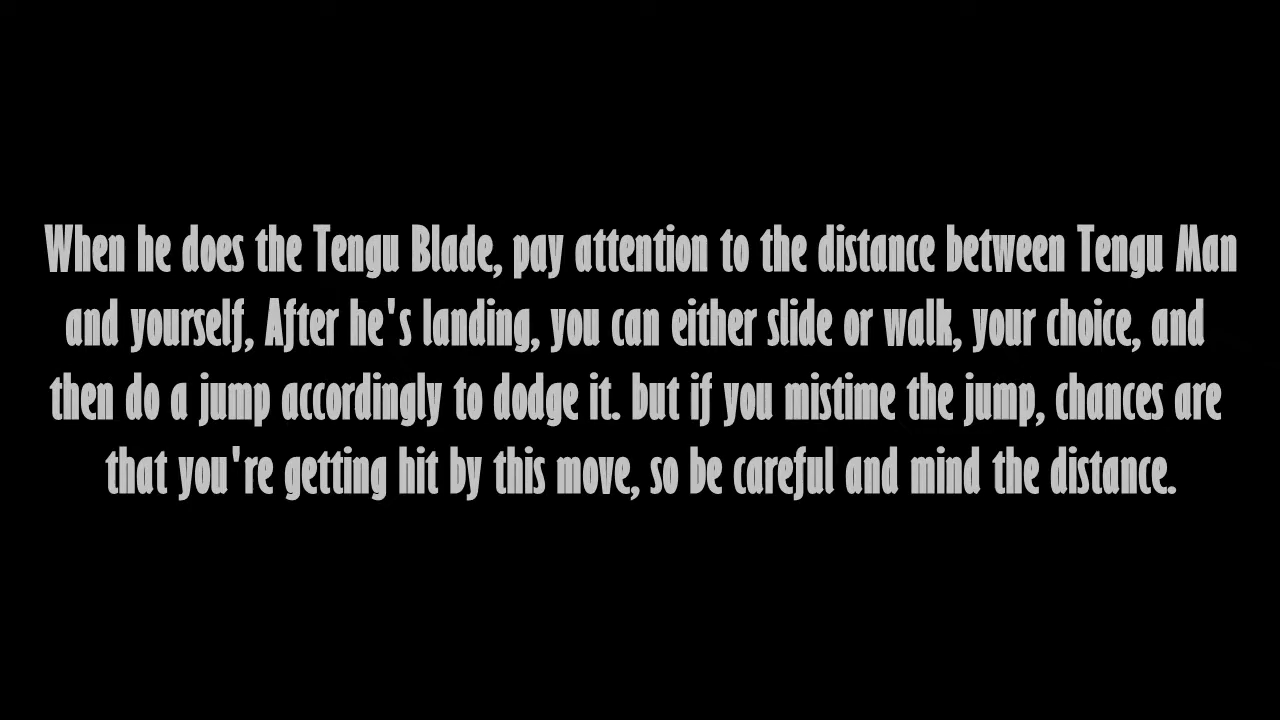 When he does the Tengu Blade, pay attention to the distance between Tengu Man
and yourself, After he's landing, you can either slide or walk, your choice, and
then do a jump accordingly to dodge it. but if you mistime the jump, chances are
that you're getting hit by this move, so be careful and mind the distance.